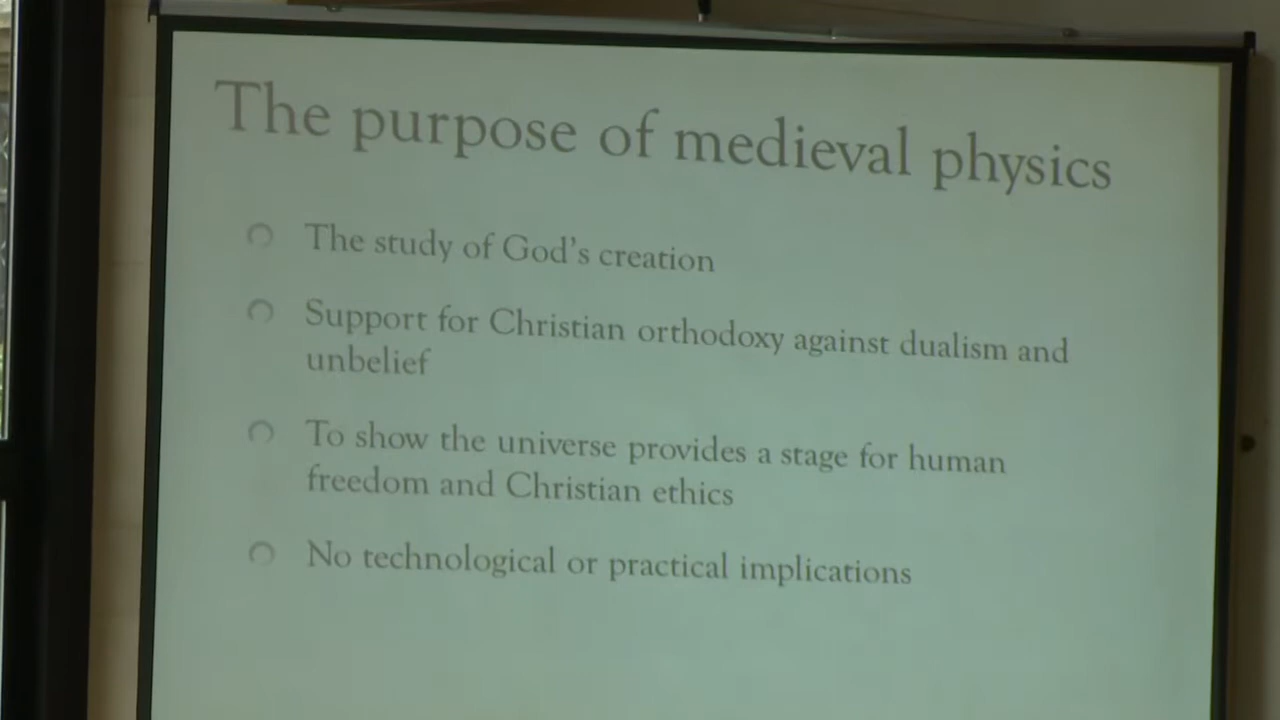 The purpose of medieval physics
The study of God's creation
Support for Christian orthodoxy against dualism and
unbelief
To show the universe provides a stage for human
freedom and Christian ethics
No technological or practical implications